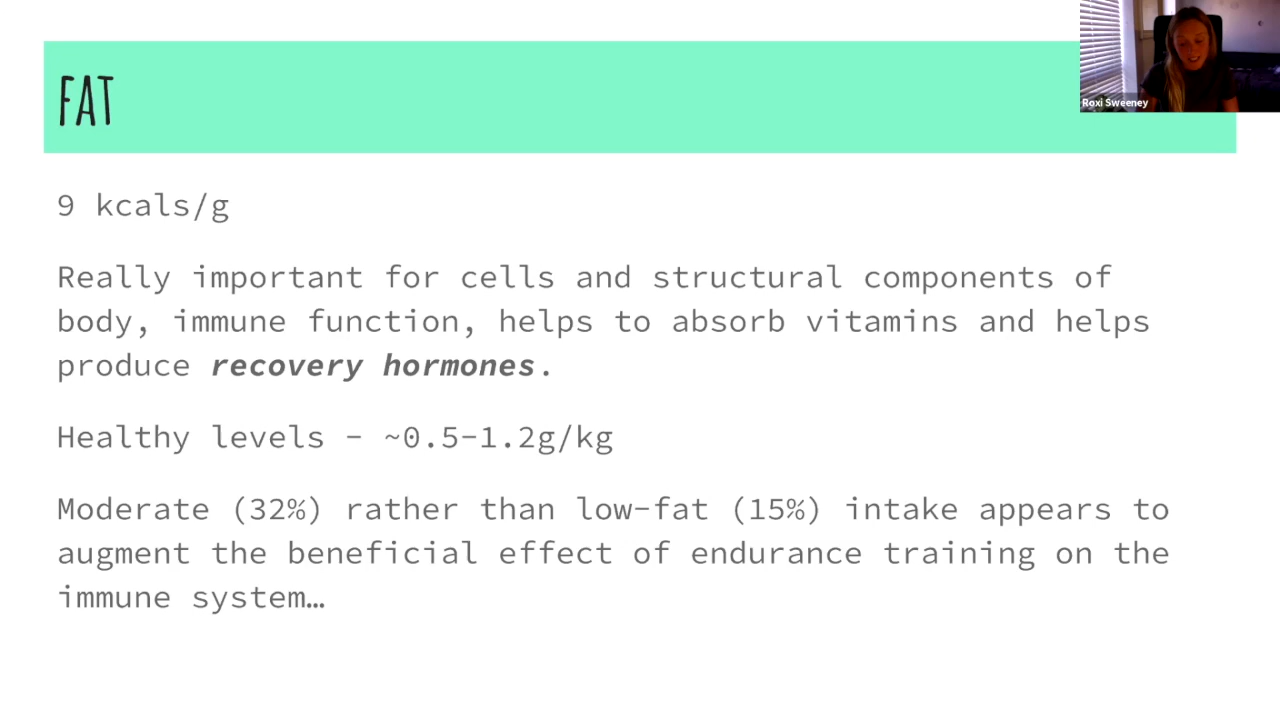 FAT
Roxi Sweeney
9 kcals/g
Really important for cells and structural components of
body, immune function, helps to absorb vitamins and helps
produce recovery hormones.
Healthy levels - ~0.5-1.2g/kg
Moderate (32%) rather than low-fat (15%) intake appears to
augment the beneficial effect of endurance training on the
immune system…